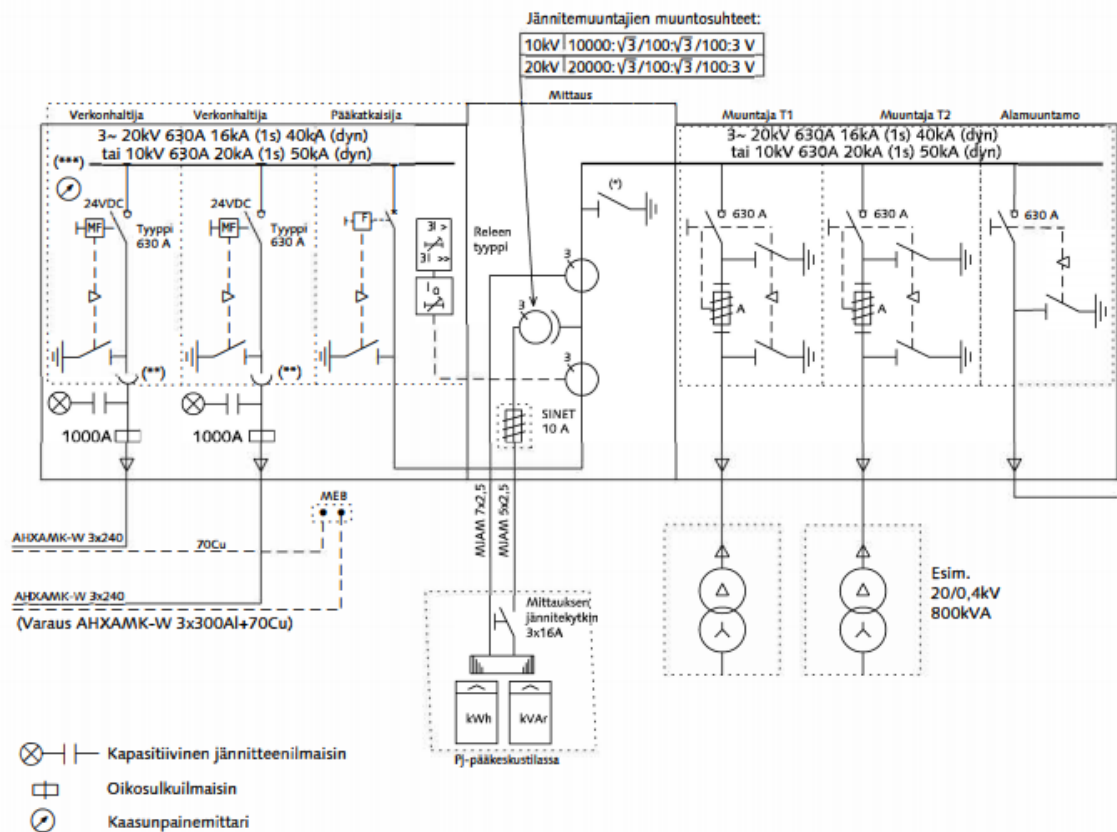 Jännitemuuntajien muuntosuhteet:
10kV 10000:√3/100:√3/100:3 V
20kV 20000:√3/100:√3/100:3 V
Verkonhaltija
Verkonhaltija
Pääkatkaisija
Mittaus
Muuntaja T1
Muuntaja T2
Alamuuntamo
3~ 20kV 630A 16kA (1s) 40kA (dyn)
tai 10kV 630A 20kA (1s) 50kA (dyn)
3~ 20kV 630A 16kA (1s) 40kA (dyn)
tai 10kV 630A 20kA (1s) 50kA (dyn)
(***)
(*)
24VDC
MF
Tyyppi
630 A
24VDC
MF
Tyyppi
630 A
F
3I >
3I >>
I0
Releen
tyyppi
630 A
630 A
630 A
3
3
3
A
A
(**)
(**)
SINET
10 A
1000A
1000A
MIAM 7x2,5
MIAM 5x2,5
MEB
AHXAMK-W 3x240
70Cu
AHXAMK-W 3x240
(Varaus AHXAMK-W 3x300Al+70Cu)
Mittauksen
jännitekytkin
3x16A
kWh
kVAr
Pj-pääkeskustilassa
Esim.
20/0,4kV
800kVA
Kapasitiivinen jännitteenilmaisin
Oikosulkuilmaisin
Kaasunpainemittari